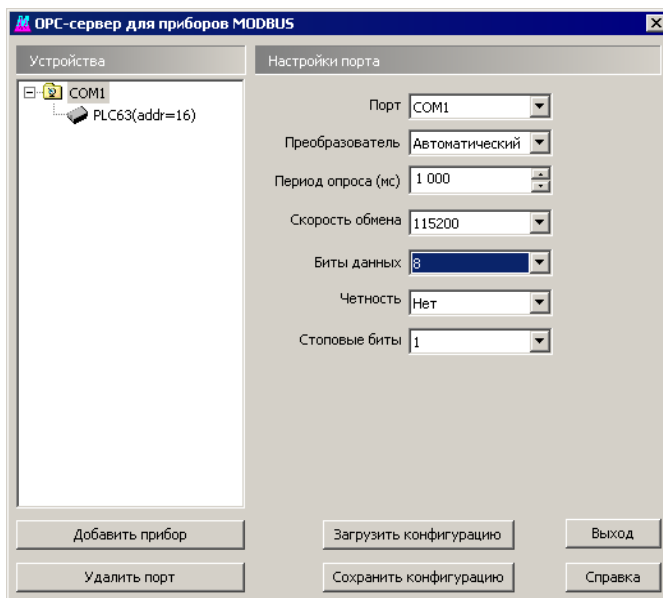 OPC-сервер для приборов MODBUS
Устройства
Настройки порта
COM1
PLC63(addr=16)
Порт COM1
Преобразователь Автоматический
Период опроса (мс) 1 000
Скорость обмена 115200
Биты данных 8
Четность Нет
Стоповые биты 1
Добавить прибор Загрузить конфигурацию Выход
Удалить порт Сохранить конфигурацию Справка